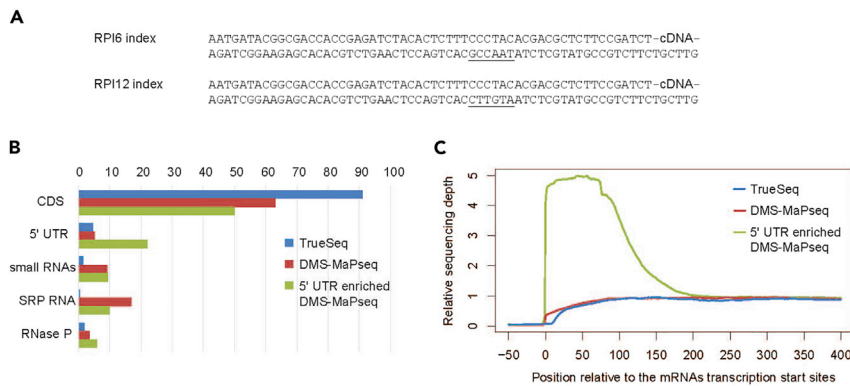 A
RPI6 index
AATGATACGGCGACCACCGAGATCTACACTCTTTCCCTACACGACGCTCTTCCGATCT-cDNA-
AGATCGGAAGAGCACACGTCTGAACTCCAGTCACGCCAATATCTCGTATGCCGTCTTCTGCTTG
RPI12 index
AATGATACGGCGACCACCGAGATCTACACTCTTTCCCTACACGACGCTCTTCCGATCT-cDNA-
AGATCGGAAGAGCACACGTCTGAACTCCAGTCACCTTGTAATCTCGTATGCCGTCTTCTGCTTG
B
0 10 20 30 40 50 60 70 80 90 100
CDS
5' UTR
small RNAs
SRP RNA
RNase P
TrueSeq
DMS-MaPseq
5' UTR enriched
DMS-MaPseq
C
Relative sequencing depth
5
4
3
2
1
0
TrueSeq
DMS-MaPseq
5' UTR enriched
DMS-MaPseq
-50 0 50 100 150 200 250 300 350 400
Position relative to the mRNAs transcription start sites